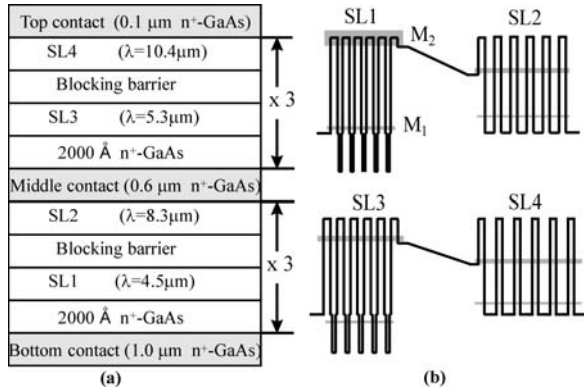 Top contact (0.1 μm n⁺-GaAs)
SL4 (λ=10.4μm)
Blocking barrier
SL3 (λ=5.3μm)
2000 Å n⁺-GaAs
x 3
Middle contact (0.6 μm n⁺-GaAs)
SL2 (λ=8.3μm)
Blocking barrier
SL1 (λ=4.5μm)
2000 Å n⁺-GaAs
x 3
Bottom contact (1.0 μm n⁺-GaAs)
(a)
SL1
M₂
SL2
M₁
SL3
SL4
(b)